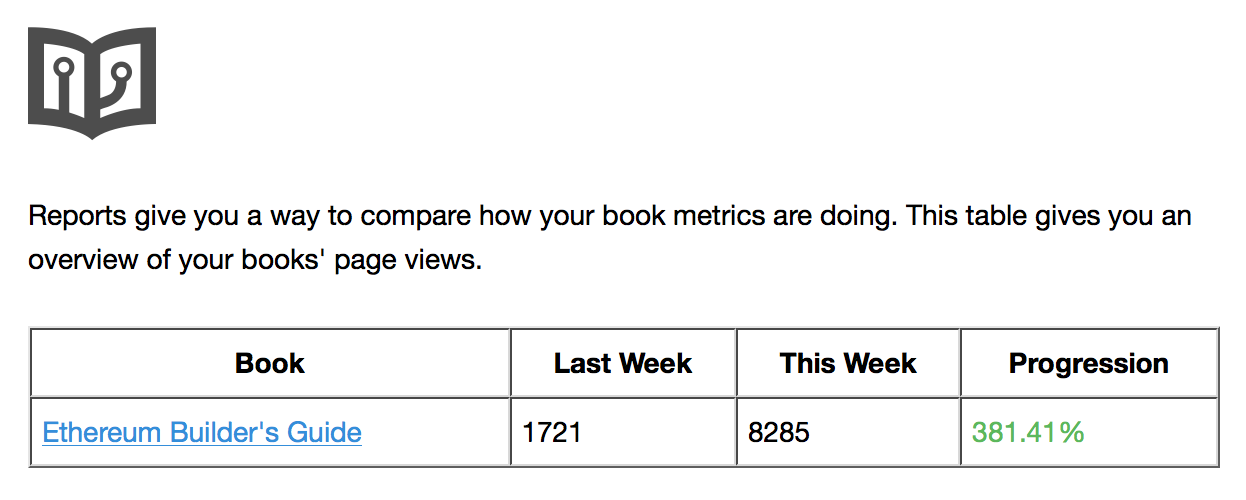 Reports give you a way to compare how your book metrics are doing. This table gives you an
overview of your books' page views.
Book Last Week This Week Progression
Ethereum Builder's Guide 1721 8285 381.41%